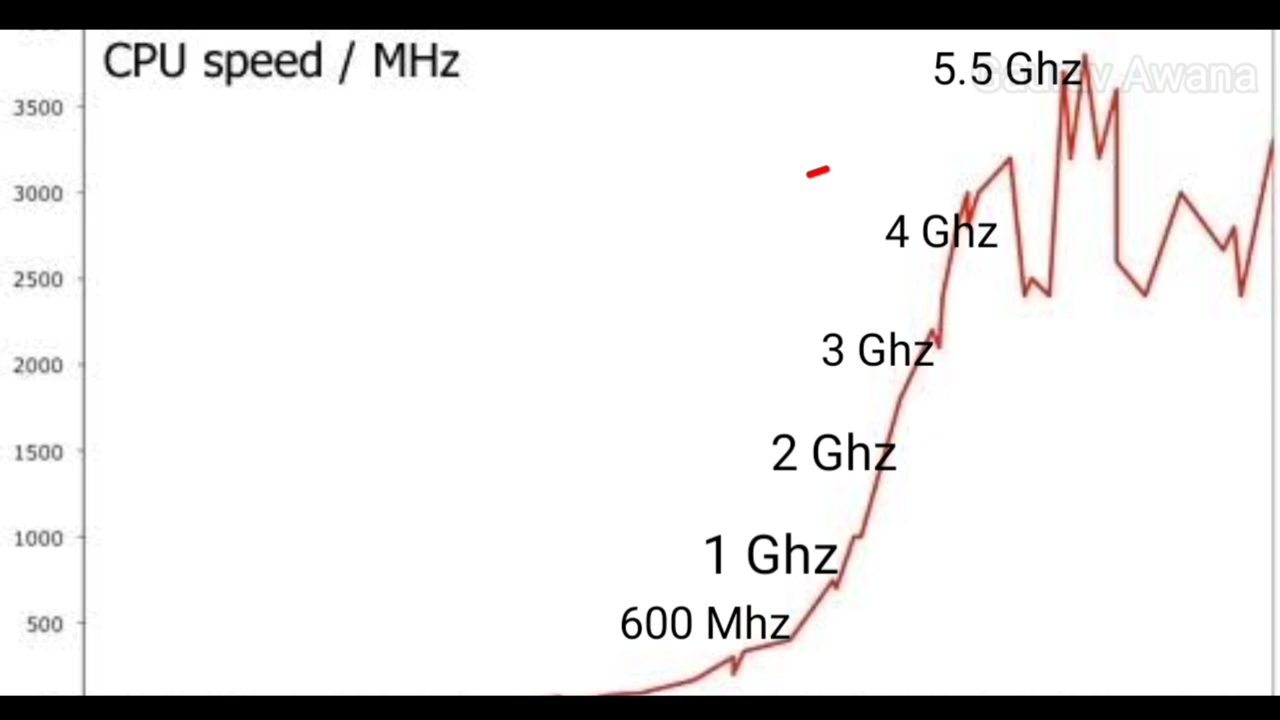 CPU speed / MHz
5.5 Ghz
Awana
3500
3000
4 Ghz
2500
3 Ghz
2000
2 Ghz
1500
1 Ghz
1000
600 Mhz
500